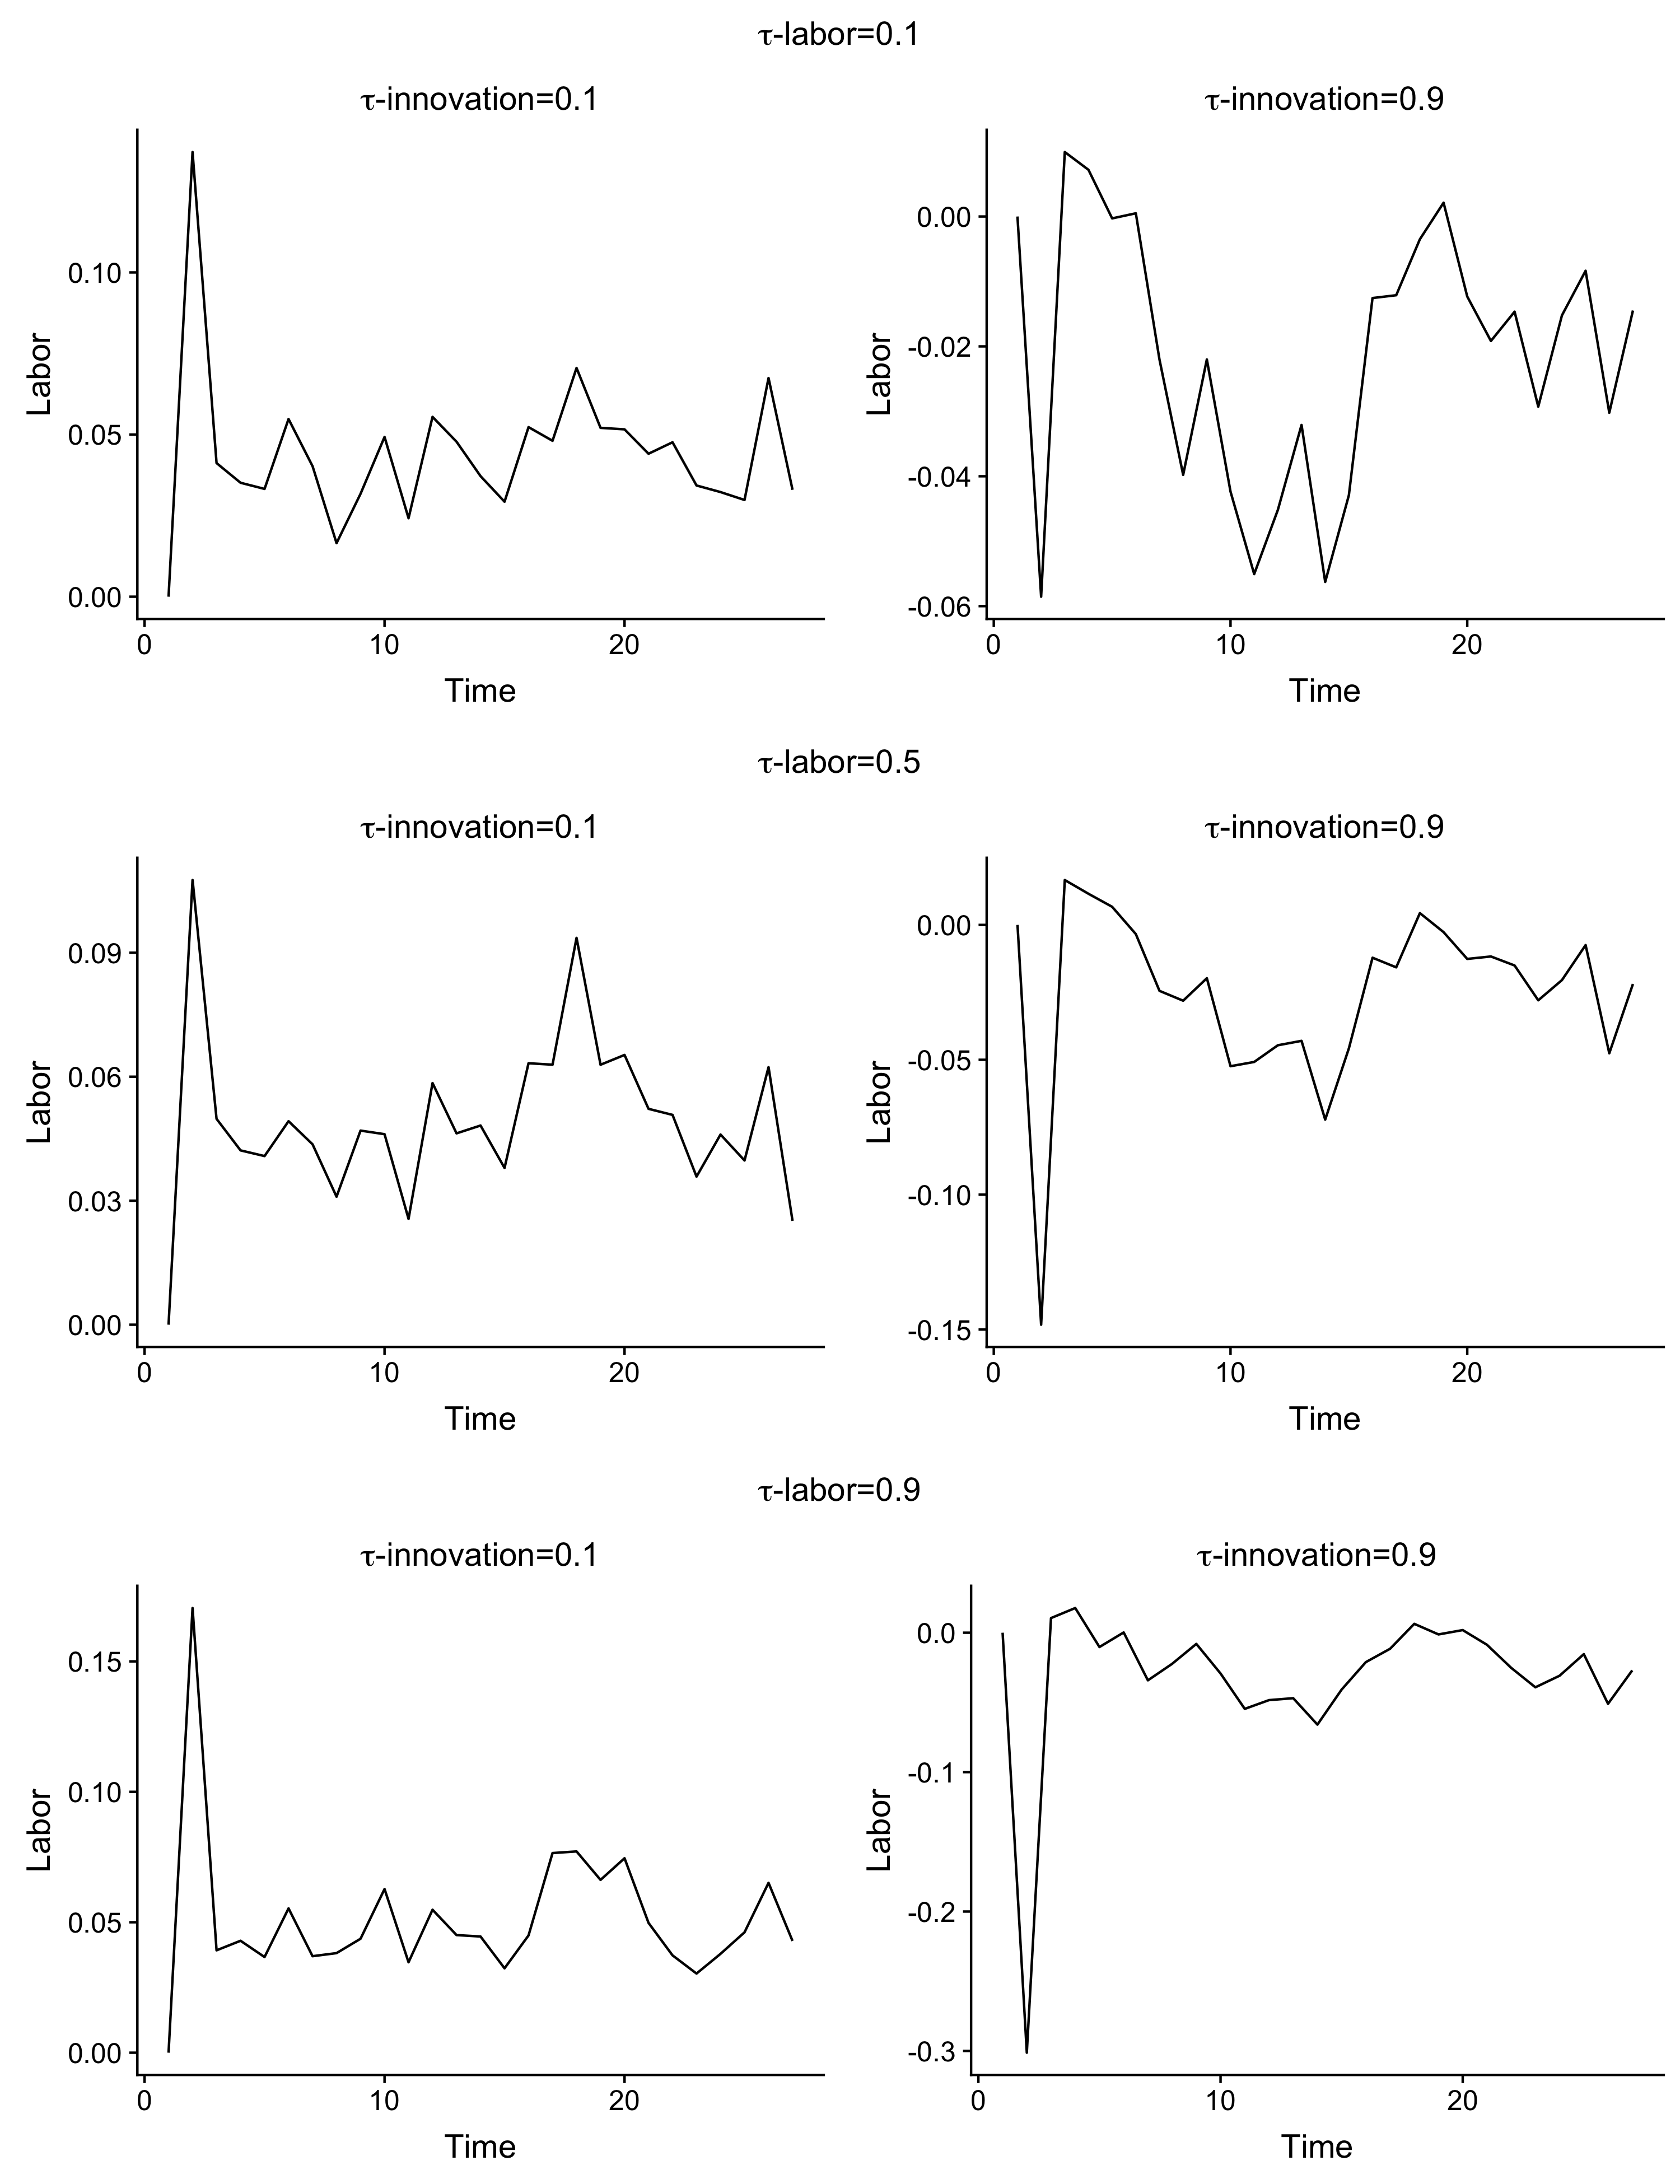 τ-labor=0.1
τ-innovation=0.1
τ-innovation=0.9
Labor
0.10
0.05
0.00
0
10
20
Time
Labor
0.00
-0.02
-0.04
-0.06
0
10
20
Time
τ-labor=0.5
τ-innovation=0.1
τ-innovation=0.9
Labor
0.09
0.06
0.03
0.00
0
10
20
Time
Labor
0.00
-0.05
-0.10
-0.15
0
10
20
Time
τ-labor=0.9
τ-innovation=0.1
τ-innovation=0.9
Labor
0.15
0.10
0.05
0.00
0
10
20
Time
Labor
0.0
-0.1
-0.2
-0.3
0
10
20
Time